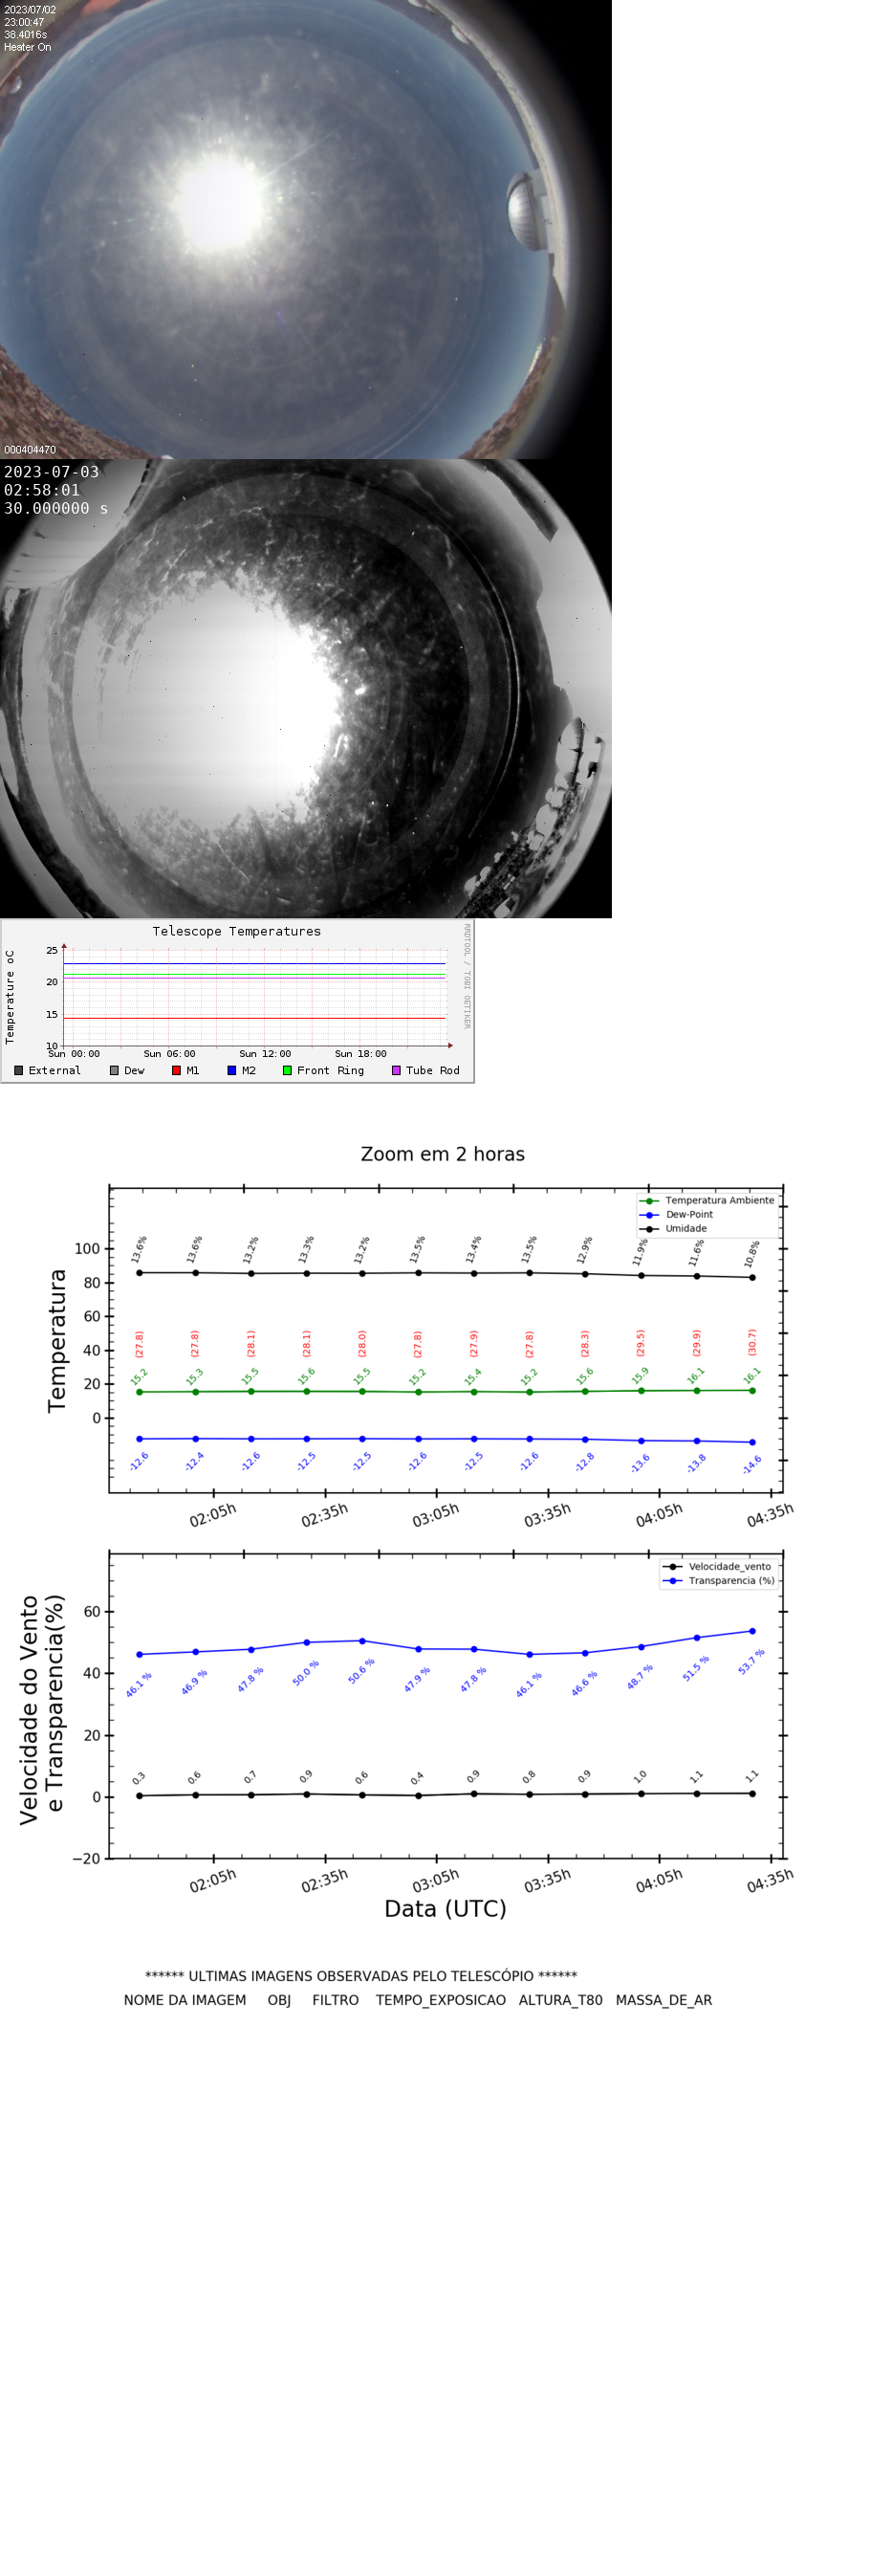 2023/07/02
23:00:47
38.4016s
Heater On
000404470
2023-07-03
02:58:01
30.000000 s
Telescope Temperatures
RRDTOOL / TOBI OETIKER
Temperature oC
25
20
15
10
Sun 00:00 Sun 06:00 Sun 12:00 Sun 18:00
External Dew M1 M2 Front Ring Tube Rod
Zoom em 2 horas
Temperatura Ambiente
Dew-Point
Umidade
Temperatura
100
80
60
40
20
0
13.6% 13.6% 13.2% 13.3% 13.2% 13.5% 13.4% 13.5% 12.9% 11.9% 11.6% 10.8%
(27.8) (27.8) (28.1) (28.1) (28.0) (27.8) (27.9) (27.8) (28.3) (29.5) (29.9) (30.7)
15.2 15.3 15.5 15.6 15.5 15.2 15.4 15.2 15.6 15.9 16.1 16.1
-12.6 -12.4 -12.6 -12.5 -12.5 -12.6 -12.5 -12.6 -12.8 -13.6 -13.8 -14.6
02:05h 02:35h 03:05h 03:35h 04:05h 04:35h
Velocidade_vento
Transparencia (%)
Velocidade do Vento
e Transparencia(%)
60
40
20
0
−20
46.1 % 46.9 % 47.8 % 50.0 % 50.6 % 47.9 % 47.8 % 46.1 % 46.6 % 48.7 % 51.5 % 53.7 %
0.3 0.6 0.7 0.9 0.6 0.4 0.9 0.8 0.9 1.0 1.1 1.1
02:05h 02:35h 03:05h 03:35h 04:05h 04:35h
Data (UTC)
****** ULTIMAS IMAGENS OBSERVADAS PELO TELESCÓPIO ******
NOME DA IMAGEM OBJ FILTRO TEMPO_EXPOSICAO ALTURA_T80 MASSA_DE_AR